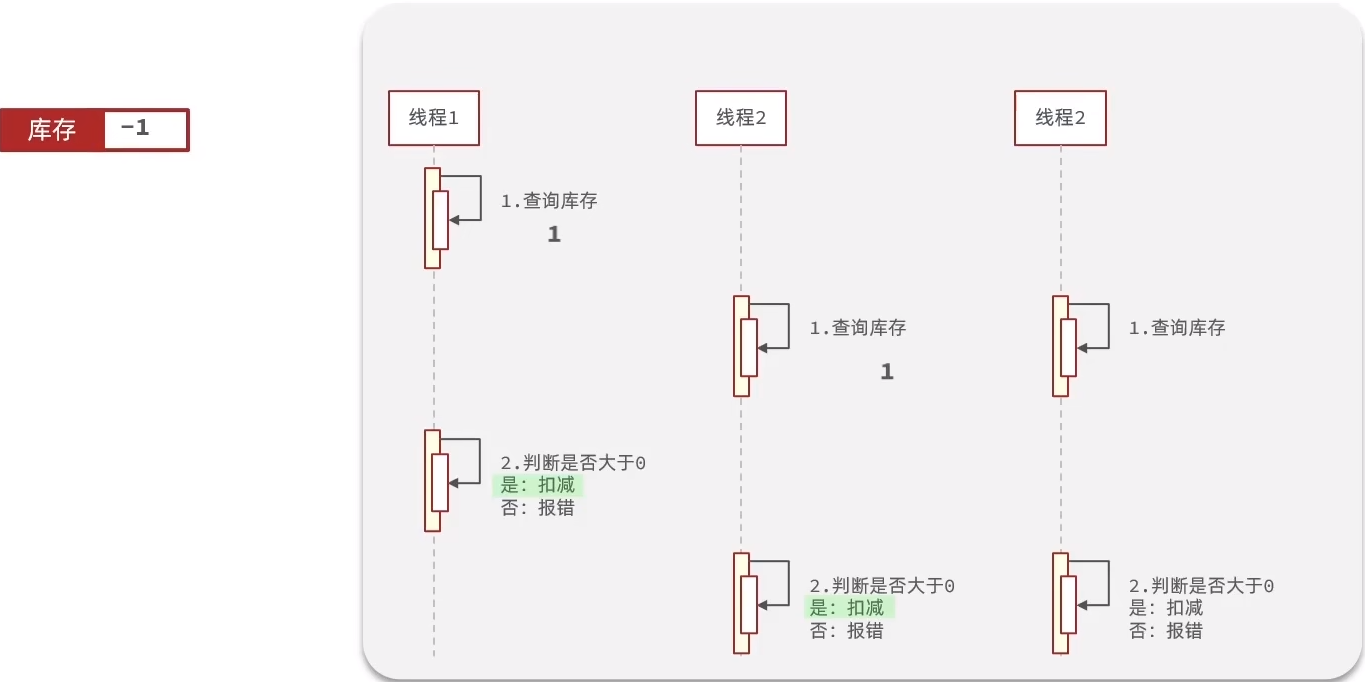 库存
-1
线程1
线程2
线程2
1.查询库存
1
1.查询库存
1
1.查询库存
2.判断是否大于0
是：扣减
否：报错
2.判断是否大于0
是：扣减
否：报错
2.判断是否大于0
是：扣减
否：报错